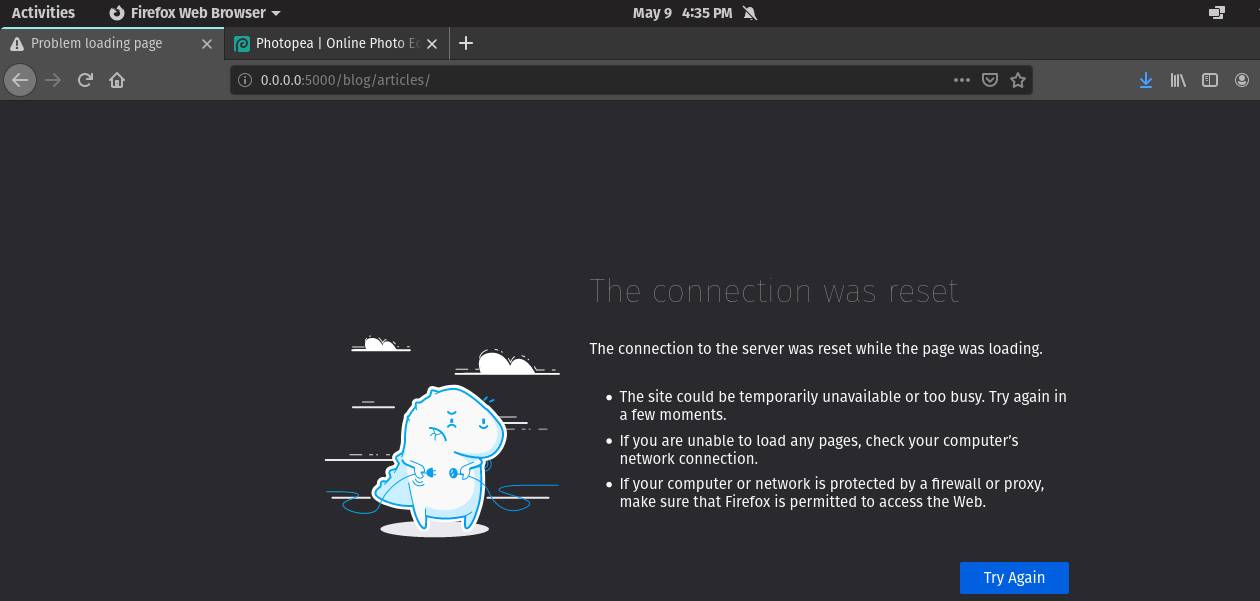 Activities Firefox Web Browser May 9 4:35 PM
Problem loading page Photopea | Online Photo Ec
0.0.0.0:5000/blog/articles/
The connection was reset
The connection to the server was reset while the page was loading.
The site could be temporarily unavailable or too busy. Try again in
a few moments.
If you are unable to load any pages, check your computer’s
network connection.
If your computer or network is protected by a firewall or proxy,
make sure that Firefox is permitted to access the Web.
Try Again